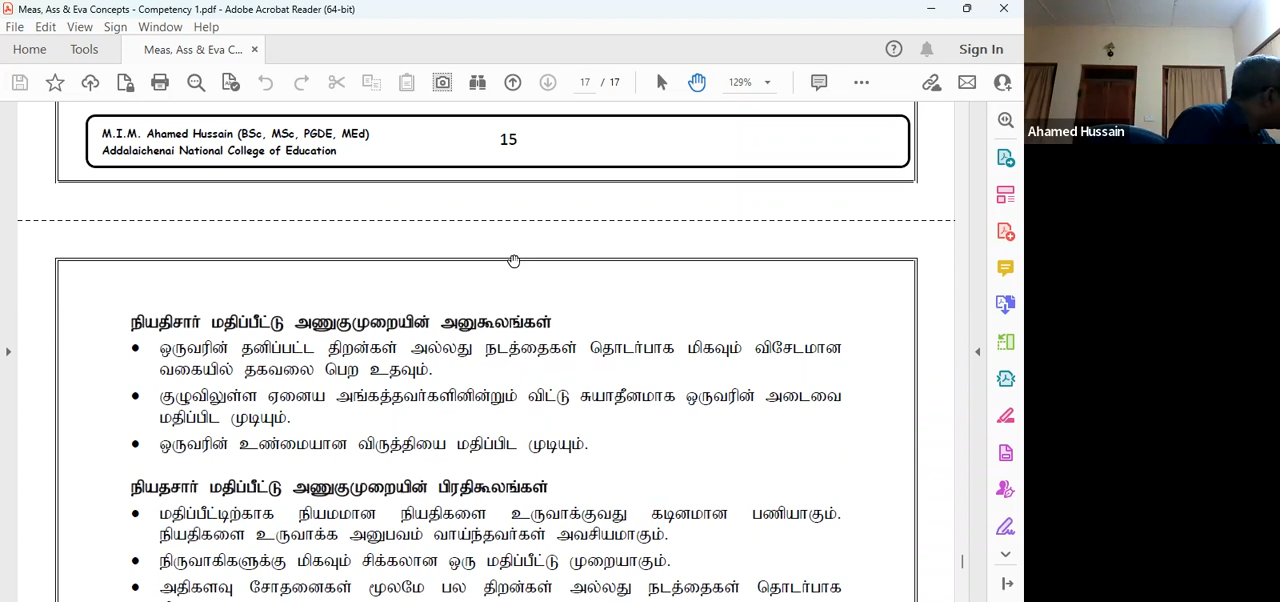 Meas, Ass & Eva Concepts - Competency 1.pdf - Adobe Acrobat Reader (64-bit)
File Edit View Sign Window Help
Home Tools Meas, Ass & Eva C... × Sign In
17 / 17 129%
M.I.M. Ahamed Hussain (BSc, MSc, PGDE, MEd)
Addalaichenai National College of Education
15
Ahamed Hussain
நியதிசார் மதிப்பீட்டு அணுகுமுறையின் அனுகூலங்கள்
● ஒருவரின் தனிப்பட்ட திறன்கள் அல்லது நடத்தைகள் தொடர்பாக மிகவும் விசேடமான
வகையில் தகவலை பெற உதவும்.
● குழுவிலுள்ள ஏனைய அங்கத்தவர்களினின்றும் விட்டு சுயாதீனமாக ஒருவரின் அடைவை
மதிப்பிட முடியும்.
● ஒருவரின் உண்மையான விருத்தியை மதிப்பிட முடியும்.
நியதசார் மதிப்பீட்டு அணுகுமுறையின் பிரதிகூலங்கள்
● மதிப்பீட்டிற்காக நியமமான நியதிகளை உருவாக்குவது கடினமான பணியாகும்.
நியதிகளை உருவாக்க அனுபவம் வாய்ந்தவர்கள் அவசியமாகும்.
● நிருவாகிகளுக்கு மிகவும் சிக்கலான ஒரு மதிப்பீட்டு முறையாகும்.
● அதிகளவு சோதனைகள் மூலமே பல திறன்கள் அல்லது நடத்தைகள் தொடர்பாக